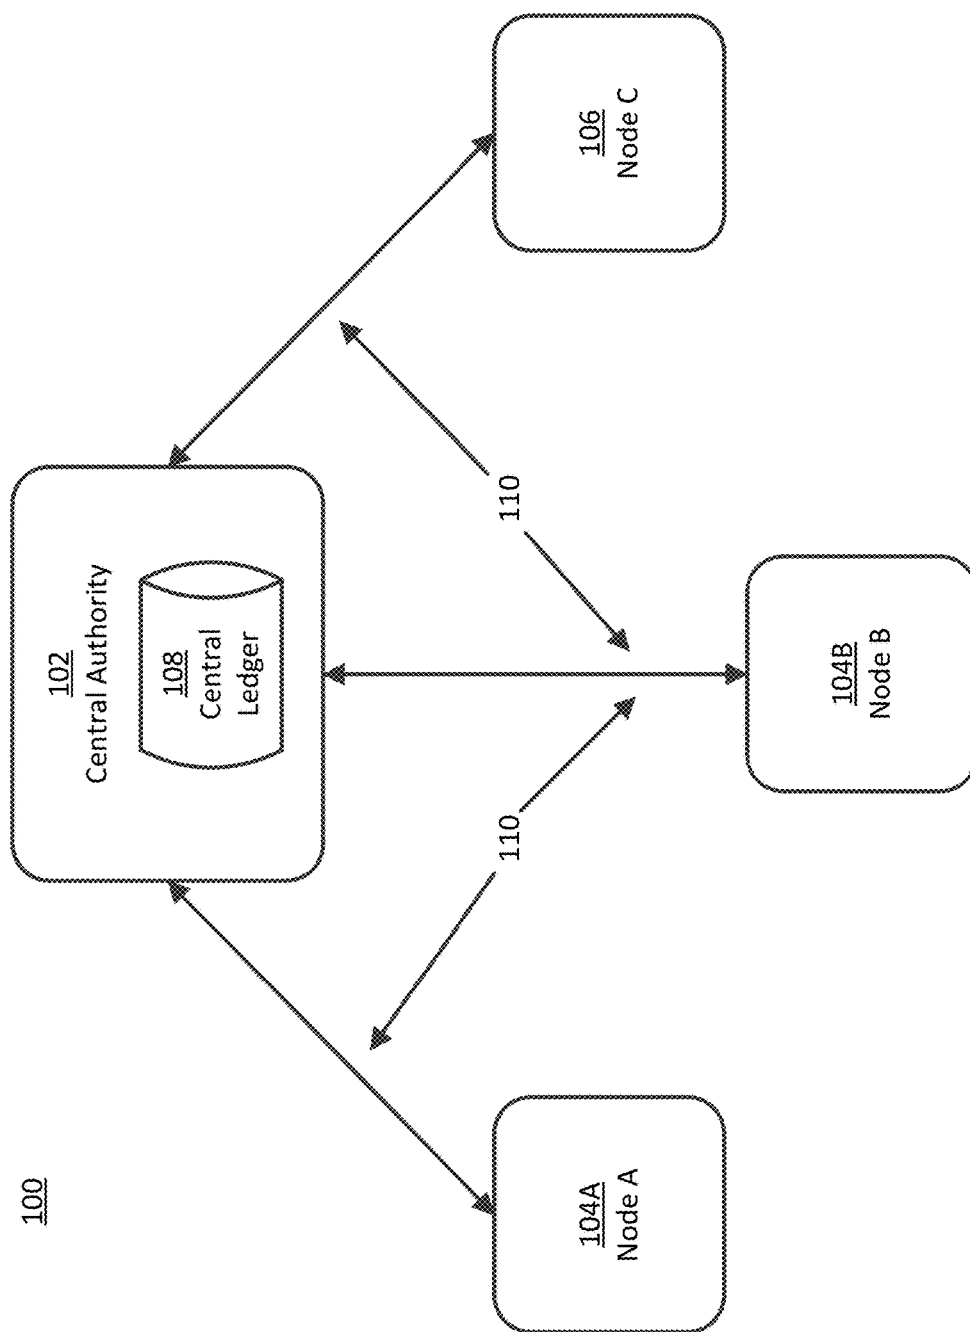 100
102
Central Authority
108
Central
Ledger
110
110
104A
Node A
104B
Node B
106
Node C